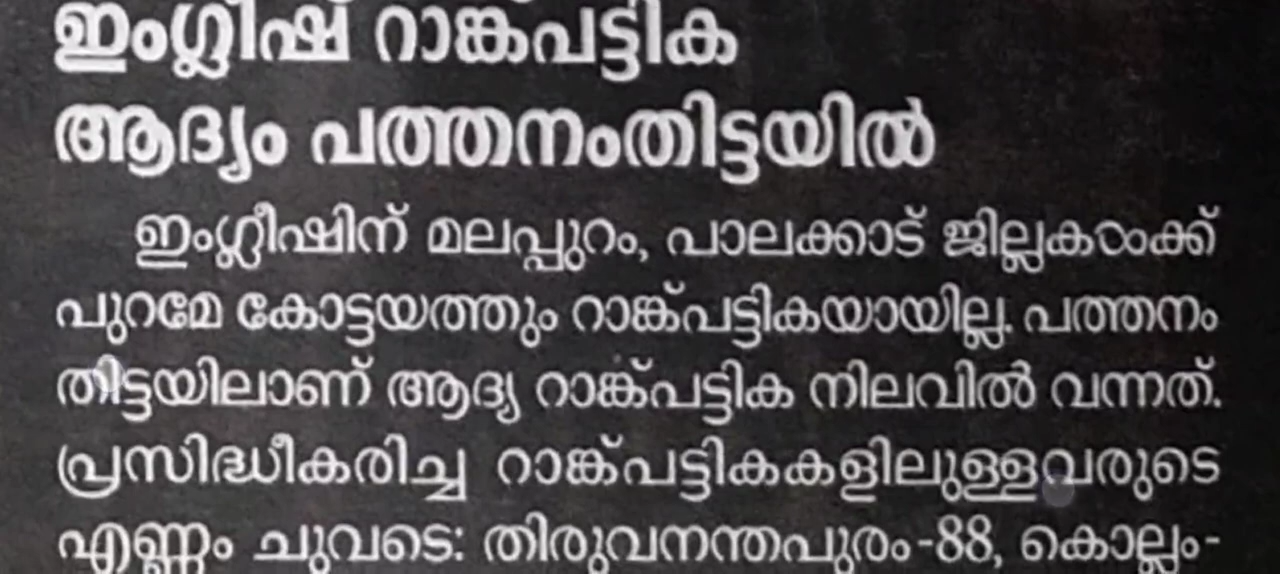 ഇംഗ്ലീഷ് റാങ്ക്പട്ടിക
ആദ്യം പത്തനംതിട്ടയിൽ
ഇംഗ്ലീഷിന് മലപ്പുറം, പാലക്കാട് ജില്ലകൾക്ക്
പുറമേ കോട്ടയത്തും റാങ്ക്പട്ടികയായില്ല. പത്തനം
തിട്ടയിലാണ് ആദ്യ റാങ്ക്പട്ടിക നിലവിൽ വന്നത്.
പ്രസിദ്ധീകരിച്ച റാങ്ക്പട്ടികകളിലുള്ളവരുടെ
എണ്ണം ചുവടെ: തിരുവനന്തപുരം-88, കൊല്ലം-